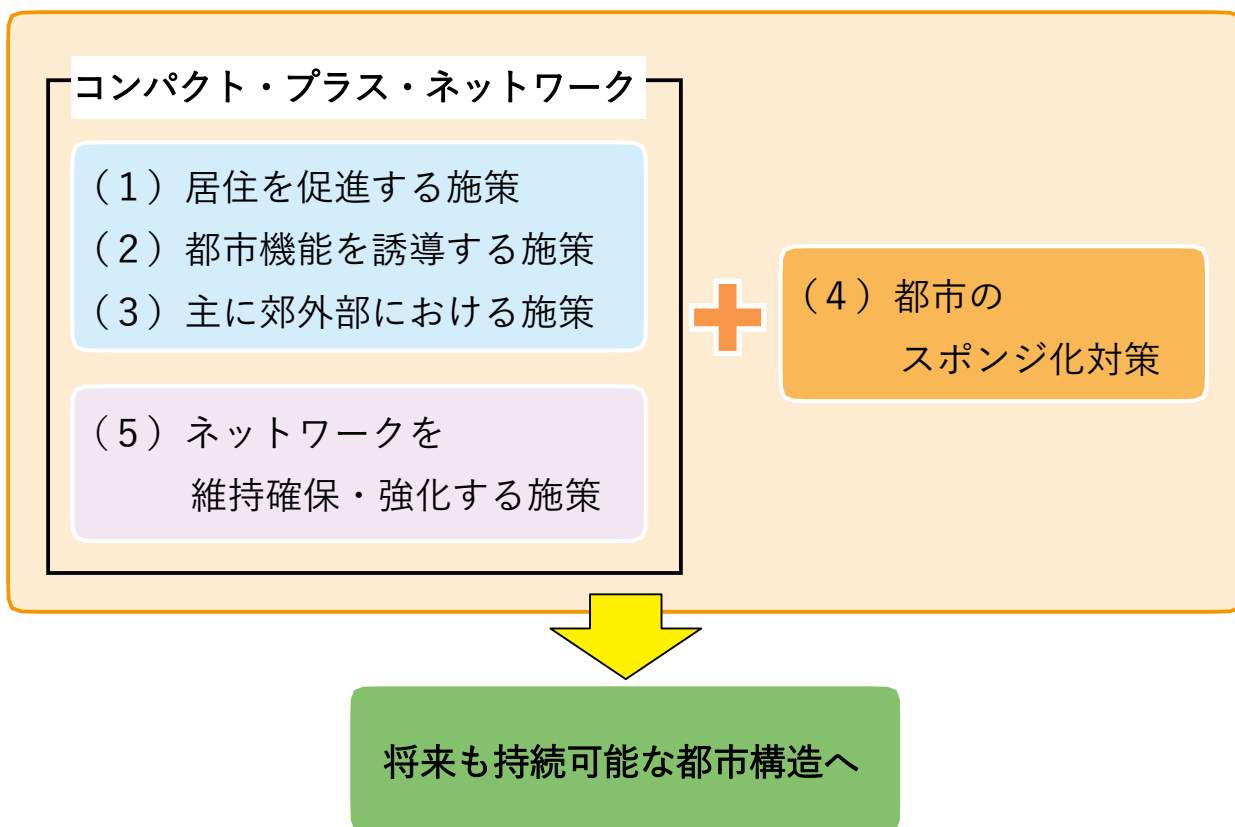 コンパクト・プラス・ネットワーク
（1）居住を促進する施策
（2）都市機能を誘導する施策
（3）主に郊外部における施策
（5）ネットワークを
維持確保・強化する施策
（4）都市の
スポンジ化対策
将来も持続可能な都市構造へ